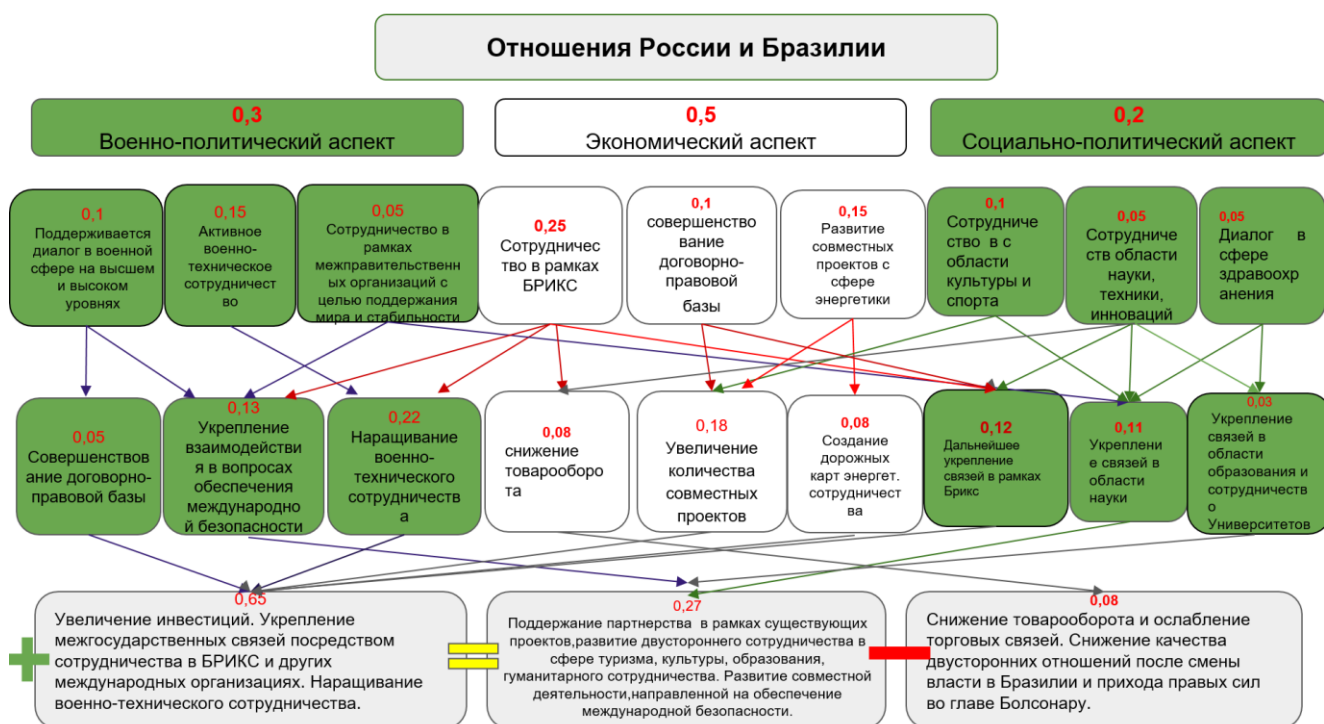 Отношения России и Бразилии
0,3
Военно-политический аспект
0,5
Экономический аспект
0,2
Социально-политический аспект
0,1
Поддерживается
диалог в военной
сфере на высшем
и высоком
уровнях
0,15
Активное
военно-
техническое
сотрудничест
во
0,05
Сотрудничество в
рамках
межправительственн
ых организаций с
целью поддержания
мира и стабильности
0,25
Сотрудничес
тво в рамках
БРИКС
0,1
совершенство
вание
договорно-
правовой
базы
0,15
Развитие
совместных
проектов с
сфере
энергетики
0,1
Сотрудниче
ство в с
области
культуры и
спорта
0,05
Сотрудниче
ств области
науки,
техники,
инноваций
0,05
Диалог в
сфере
здравоохр
анения
0,05
Совершенствов
ание договорно-
правовой базы
0,13
Укрепление
взаимодействи
я в вопросах
обеспечения
международно
й безопасности
0,22
Наращивание
военно-
технического
сотрудничеств
а
0,08
снижение
товарооборо
та
0,18
Увеличение
количества
совместных
проектов
0,08
Создание
дорожных
карт энергет.
сотрудничест
ва
0,12
Дальнейшее
укрепление
связей в рамках
Брикс
0,11
Укреплени
е связей в
области
науки
0,03
Укрепление
связей в
области
образования и
сотрудничеств
о
Университетов
0,65
Увеличение инвестиций. Укрепление
межгосударственных связей посредством
сотрудничества в БРИКС и других
международных организациях. Наращивание
военно-технического сотрудничества.
0,27
Поддержание партнерства в рамках существующих
проектов,развитие двустороннего сотрудничества в
сфере туризма, культуры, образования,
гуманитарного сотрудничества. Развитие совместной
деятельности,направленной на обеспечение
международной безопасности.
0,08
Снижение товарооборота и ослабление
торговых связей. Снижение качества
двусторонних отношений после смены
власти в Бразилии и прихода правых сил
во главе Болсонару.